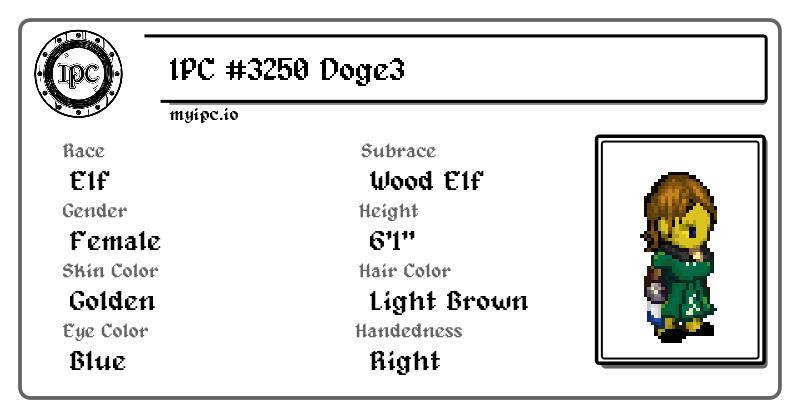 IPC
IPC #3250 Doge3
myipc.io
Race
Elf
Subrace
Wood Elf
Gender
Female
Height
6'1"
Skin Color
Golden
Hair Color
Light Brown
Eye Color
Blue
Handedness
Right